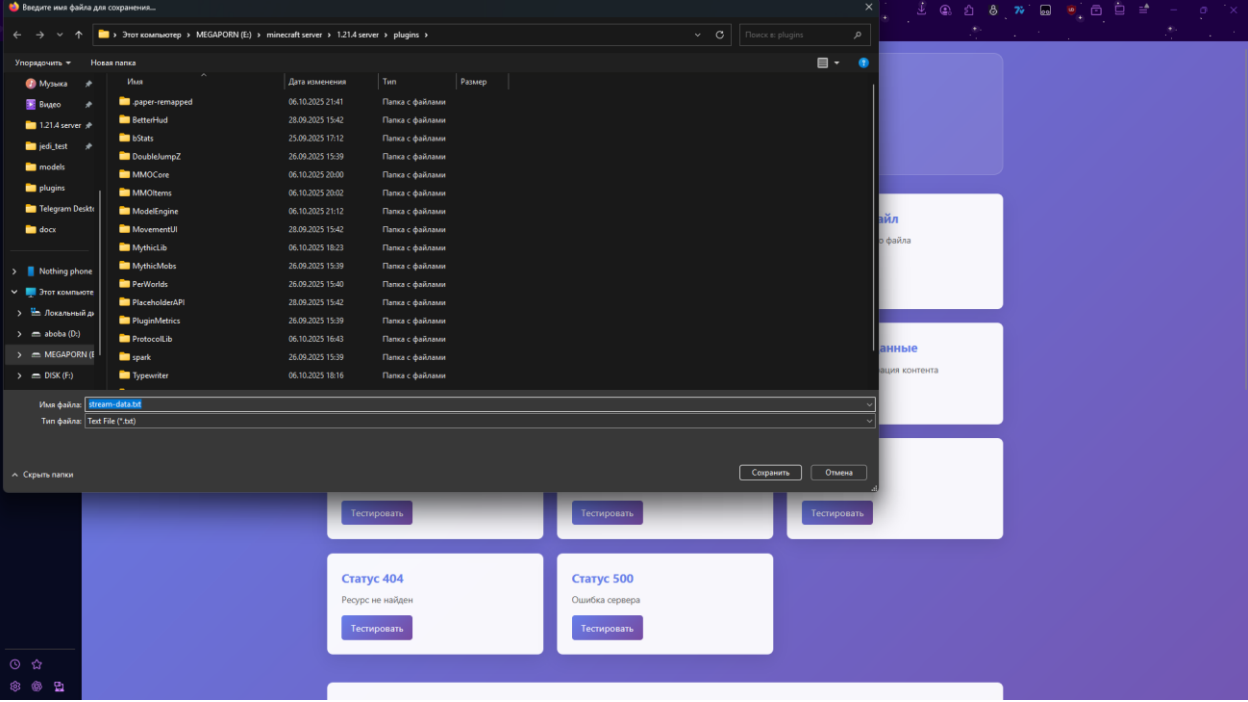 Введите имя файла для сохранения...
Этот компьютер > MEGAPORN (E:) > minecraft server > 1.21.4 server > plugins >
Поиск в: plugins
Упорядочить
Новая папка
Имя
Дата изменения
Тип
Размер
Музыка
Видео
1.21.4 server
jedi_test
models
plugins
Telegram Deskt
docx
Nothing phone
Этот компьюте
Локальный ди
aboba (D:)
MEGAPORN (E
DISK (F:)
.paper-remapped 06.10.2025 21:41 Папка с файлами
BetterHud 28.09.2025 15:42 Папка с файлами
bStats 25.09.2025 17:12 Папка с файлами
DoubleJumpZ 26.09.2025 15:39 Папка с файлами
MMOCore 06.10.2025 20:00 Папка с файлами
MMOItems 06.10.2025 20:02 Папка с файлами
ModelEngine 06.10.2025 21:12 Папка с файлами
MovementUI 28.09.2025 15:42 Папка с файлами
MythicLib 06.10.2025 18:23 Папка с файлами
MythicMobs 26.09.2025 15:39 Папка с файлами
PerWorlds 26.09.2025 15:40 Папка с файлами
PlaceholderAPI 28.09.2025 15:42 Папка с файлами
PluginMetrics 26.09.2025 15:39 Папка с файлами
ProtocolLib 06.10.2025 16:43 Папка с файлами
spark 26.09.2025 15:39 Папка с файлами
Typewriter 06.10.2025 18:16 Папка с файлами
Имя файла: stream-data.txt
Тип файла: Text File (*.txt)
Скрыть папки
Сохранить
Отмена
айл
о файла
анные
ация контента
Тестировать
Тестировать
Тестировать
Статус 404
Ресурс не найден
Тестировать
Статус 500
Ошибка сервера
Тестировать